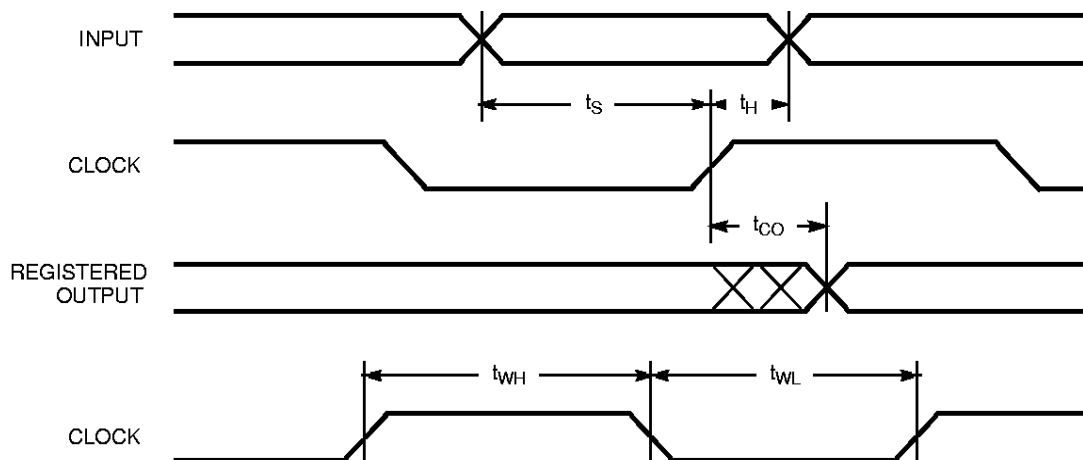 INPUT
tS
tH
CLOCK
tCO
REGISTERED
OUTPUT
tWH
tWL
CLOCK